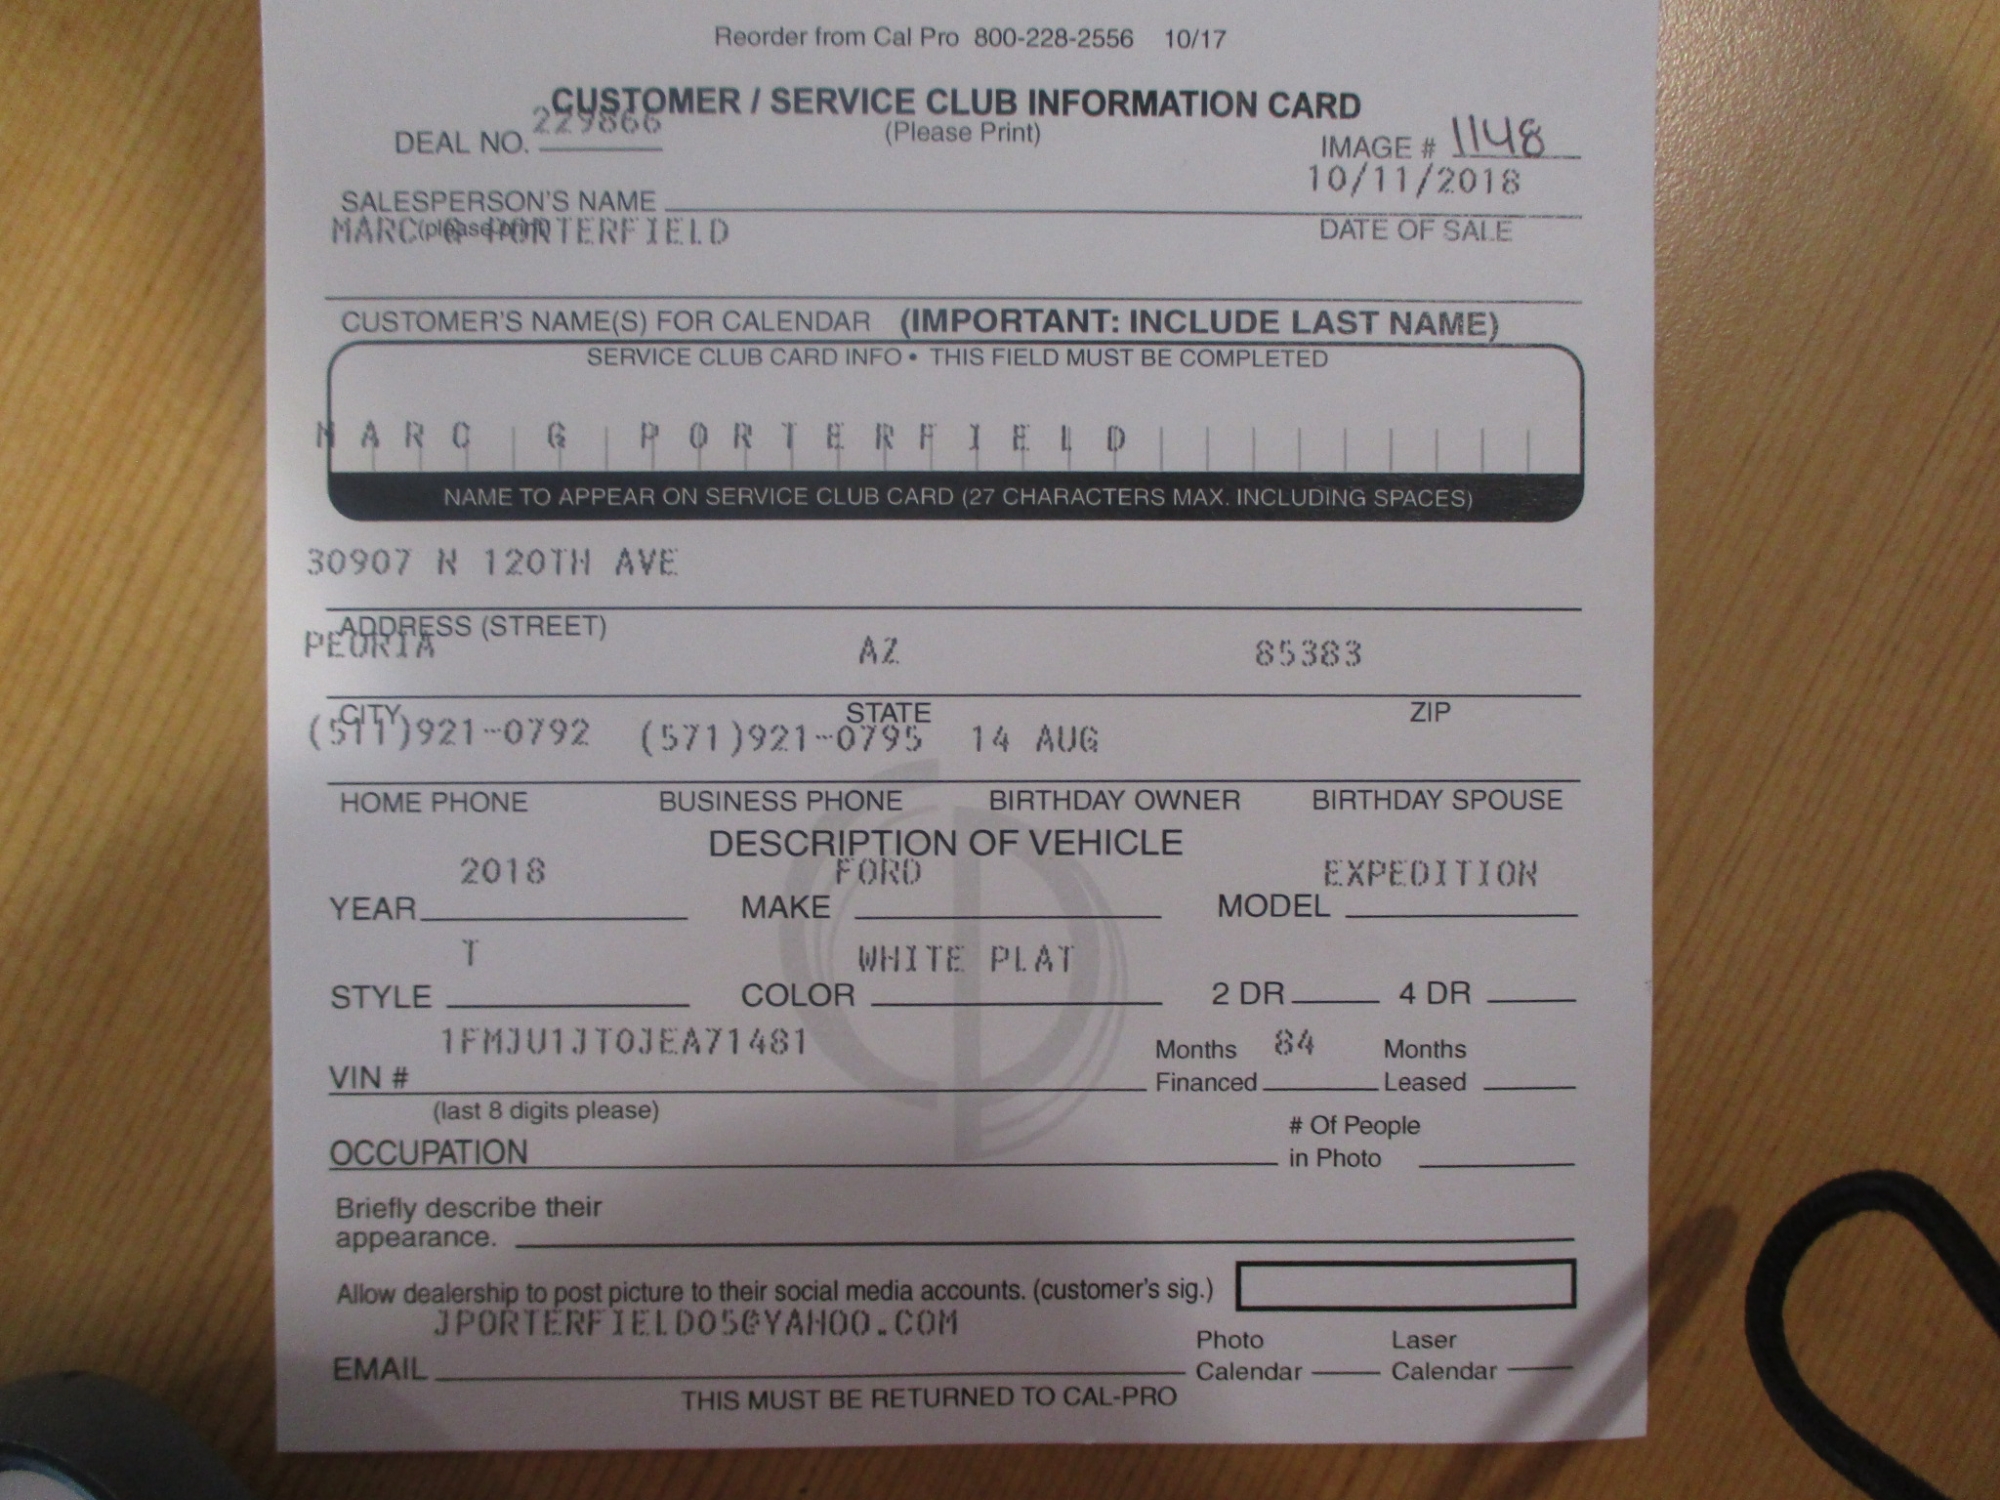 Reorder from Cal Pro 800-228-2556 10/17
CUSTOMER / SERVICE CLUB INFORMATION CARD
229866
DEAL NO. (Please Print) IMAGE # 1148
10/11/2018
SALESPERSON'S NAME
(please print) DATE OF SALE
MARC G PORTERFIELD
CUSTOMER'S NAME(S) FOR CALENDAR (IMPORTANT: INCLUDE LAST NAME)
SERVICE CLUB CARD INFO • THIS FIELD MUST BE COMPLETED
MARC G PORTERFIELD
NAME TO APPEAR ON SERVICE CLUB CARD (27 CHARACTERS MAX. INCLUDING SPACES)
30907 N 120TH AVE
ADDRESS (STREET)
PEORIA AZ 85383
CITY STATE ZIP
(571)921-0795 14 AUG
HOME PHONE BUSINESS PHONE BIRTHDAY OWNER BIRTHDAY SPOUSE
DESCRIPTION OF VEHICLE
2018 FORD EXPEDITION
YEAR MAKE MODEL
T WHITE PLAT
STYLE COLOR 2 DR 4 DR
1FMJU1JT0JEA71481
Months 84 Months
VIN # Financed Leased
(last 8 digits please)
# Of People
OCCUPATION in Photo
Briefly describe their
appearance.
Allow dealership to post picture to their social media accounts. (customer's sig.)
JPORTERFIELD05@YAHOO.COM
Photo Laser
EMAIL Calendar Calendar
THIS MUST BE RETURNED TO CAL-PRO